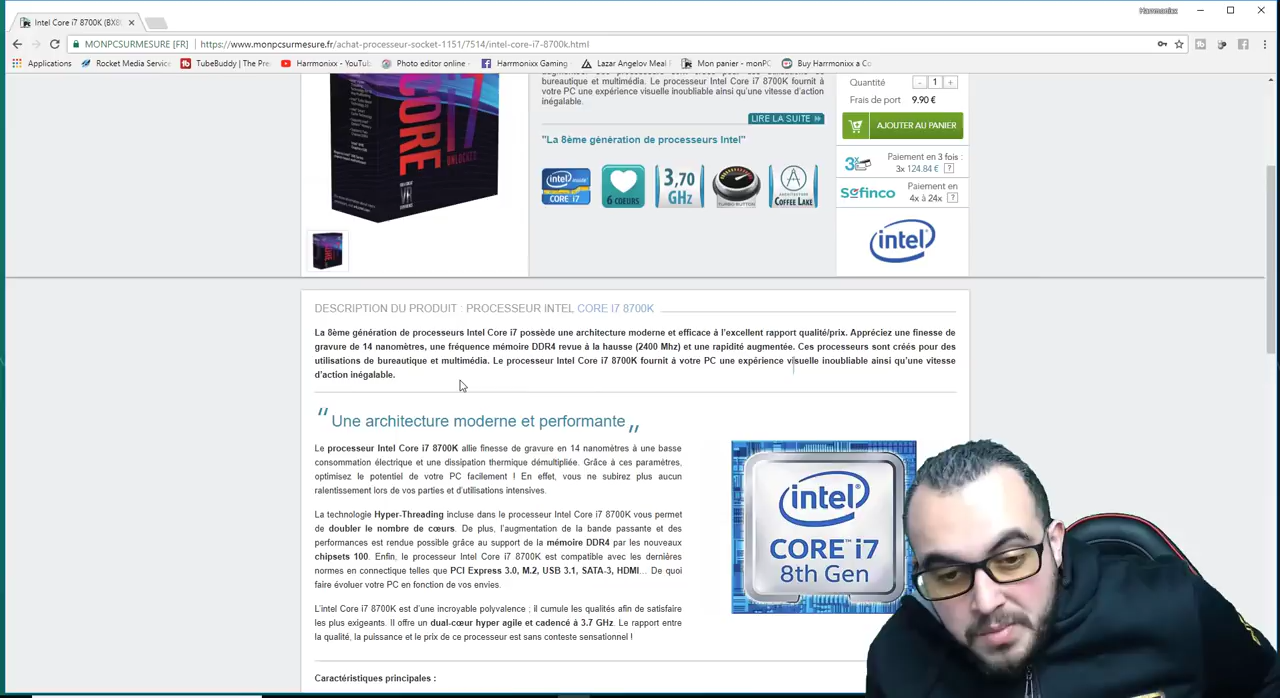 Harmonixx
Intel Core i7 8700K (BX8
MONPCSURMESURE [FR]
https://www.monpcsurmesure.fr/achat-processeur-socket-1151/7514/intel-core-i7-8700k.html
Applications
Rocket Media Service
TubeBuddy | The Pre
Harmonixx - YouTub
Photo editor online -
Harmonixx Gaming
Lazar Angelov Meal P
Mon panier - monPC
Buy Harmonixx a Co
bureautique et multimédia. Le processeur Intel Core i7 8700K fournit à
votre PC une expérience visuelle inoubliable ainsi qu'une vitesse d'action
inégalable.
LIRE LA SUITE
"La 8ème génération de processeurs Intel"
intel inside
CORE i7
6 COEURS
3,70
GHz
TURBO-BUTTON
ARCHITECTURE
COFFEE LAKE
CORE
i7
UNLOCKED
Quantité
- 1 +
Frais de port 9.90 €
AJOUTER AU PANIER
3x
Paiement en 3 fois :
3x 124.84 € ?
Sofinco
Paiement en
4x à 24x ?
intel
DESCRIPTION DU PRODUIT : PROCESSEUR INTEL CORE I7 8700K
La 8ème génération de processeurs Intel Core i7 possède une architecture moderne et efficace à l'excellent rapport qualité/prix. Appréciez une finesse de
gravure de 14 nanomètres, une fréquence mémoire DDR4 revue à la hausse (2400 Mhz) et une rapidité augmentée. Ces processeurs sont créés pour des
utilisations de bureautique et multimédia. Le processeur Intel Core i7 8700K fournit à votre PC une expérience visuelle inoubliable ainsi qu'une vitesse
d'action inégalable.
“ Une architecture moderne et performante „
Le processeur Intel Core i7 8700K allie finesse de gravure en 14 nanomètres à une basse
consommation électrique et une dissipation thermique démultipliée. Grâce à ces paramètres,
optimisez le potentiel de votre PC facilement ! En effet, vous ne subirez plus aucun
ralentissement lors de vos parties et d'utilisations intensives.
La technologie Hyper-Threading incluse dans le processeur Intel Core i7 8700K vous permet
de doubler le nombre de cœurs. De plus, l'augmentation de la bande passante et des
performances est rendue possible grâce au support de la mémoire DDR4 par les nouveaux
chipsets 100. Enfin, le processeur Intel Core i7 8700K est compatible avec les dernières
normes en connectique telles que PCI Express 3.0, M.2, USB 3.1, SATA-3, HDMI... De quoi
faire évoluer votre PC en fonction de vos envies.
L'intel Core i7 8700K est d'une incroyable polyvalence ; il cumule les qualités afin de satisfaire
les plus exigeants. Il offre un dual-cœur hyper agile et cadencé à 3.7 GHz. Le rapport entre
la qualité, la puissance et le prix de ce processeur est sans conteste sensationnel !
intel
CORE™ i7
8th Gen
Caractéristiques principales :